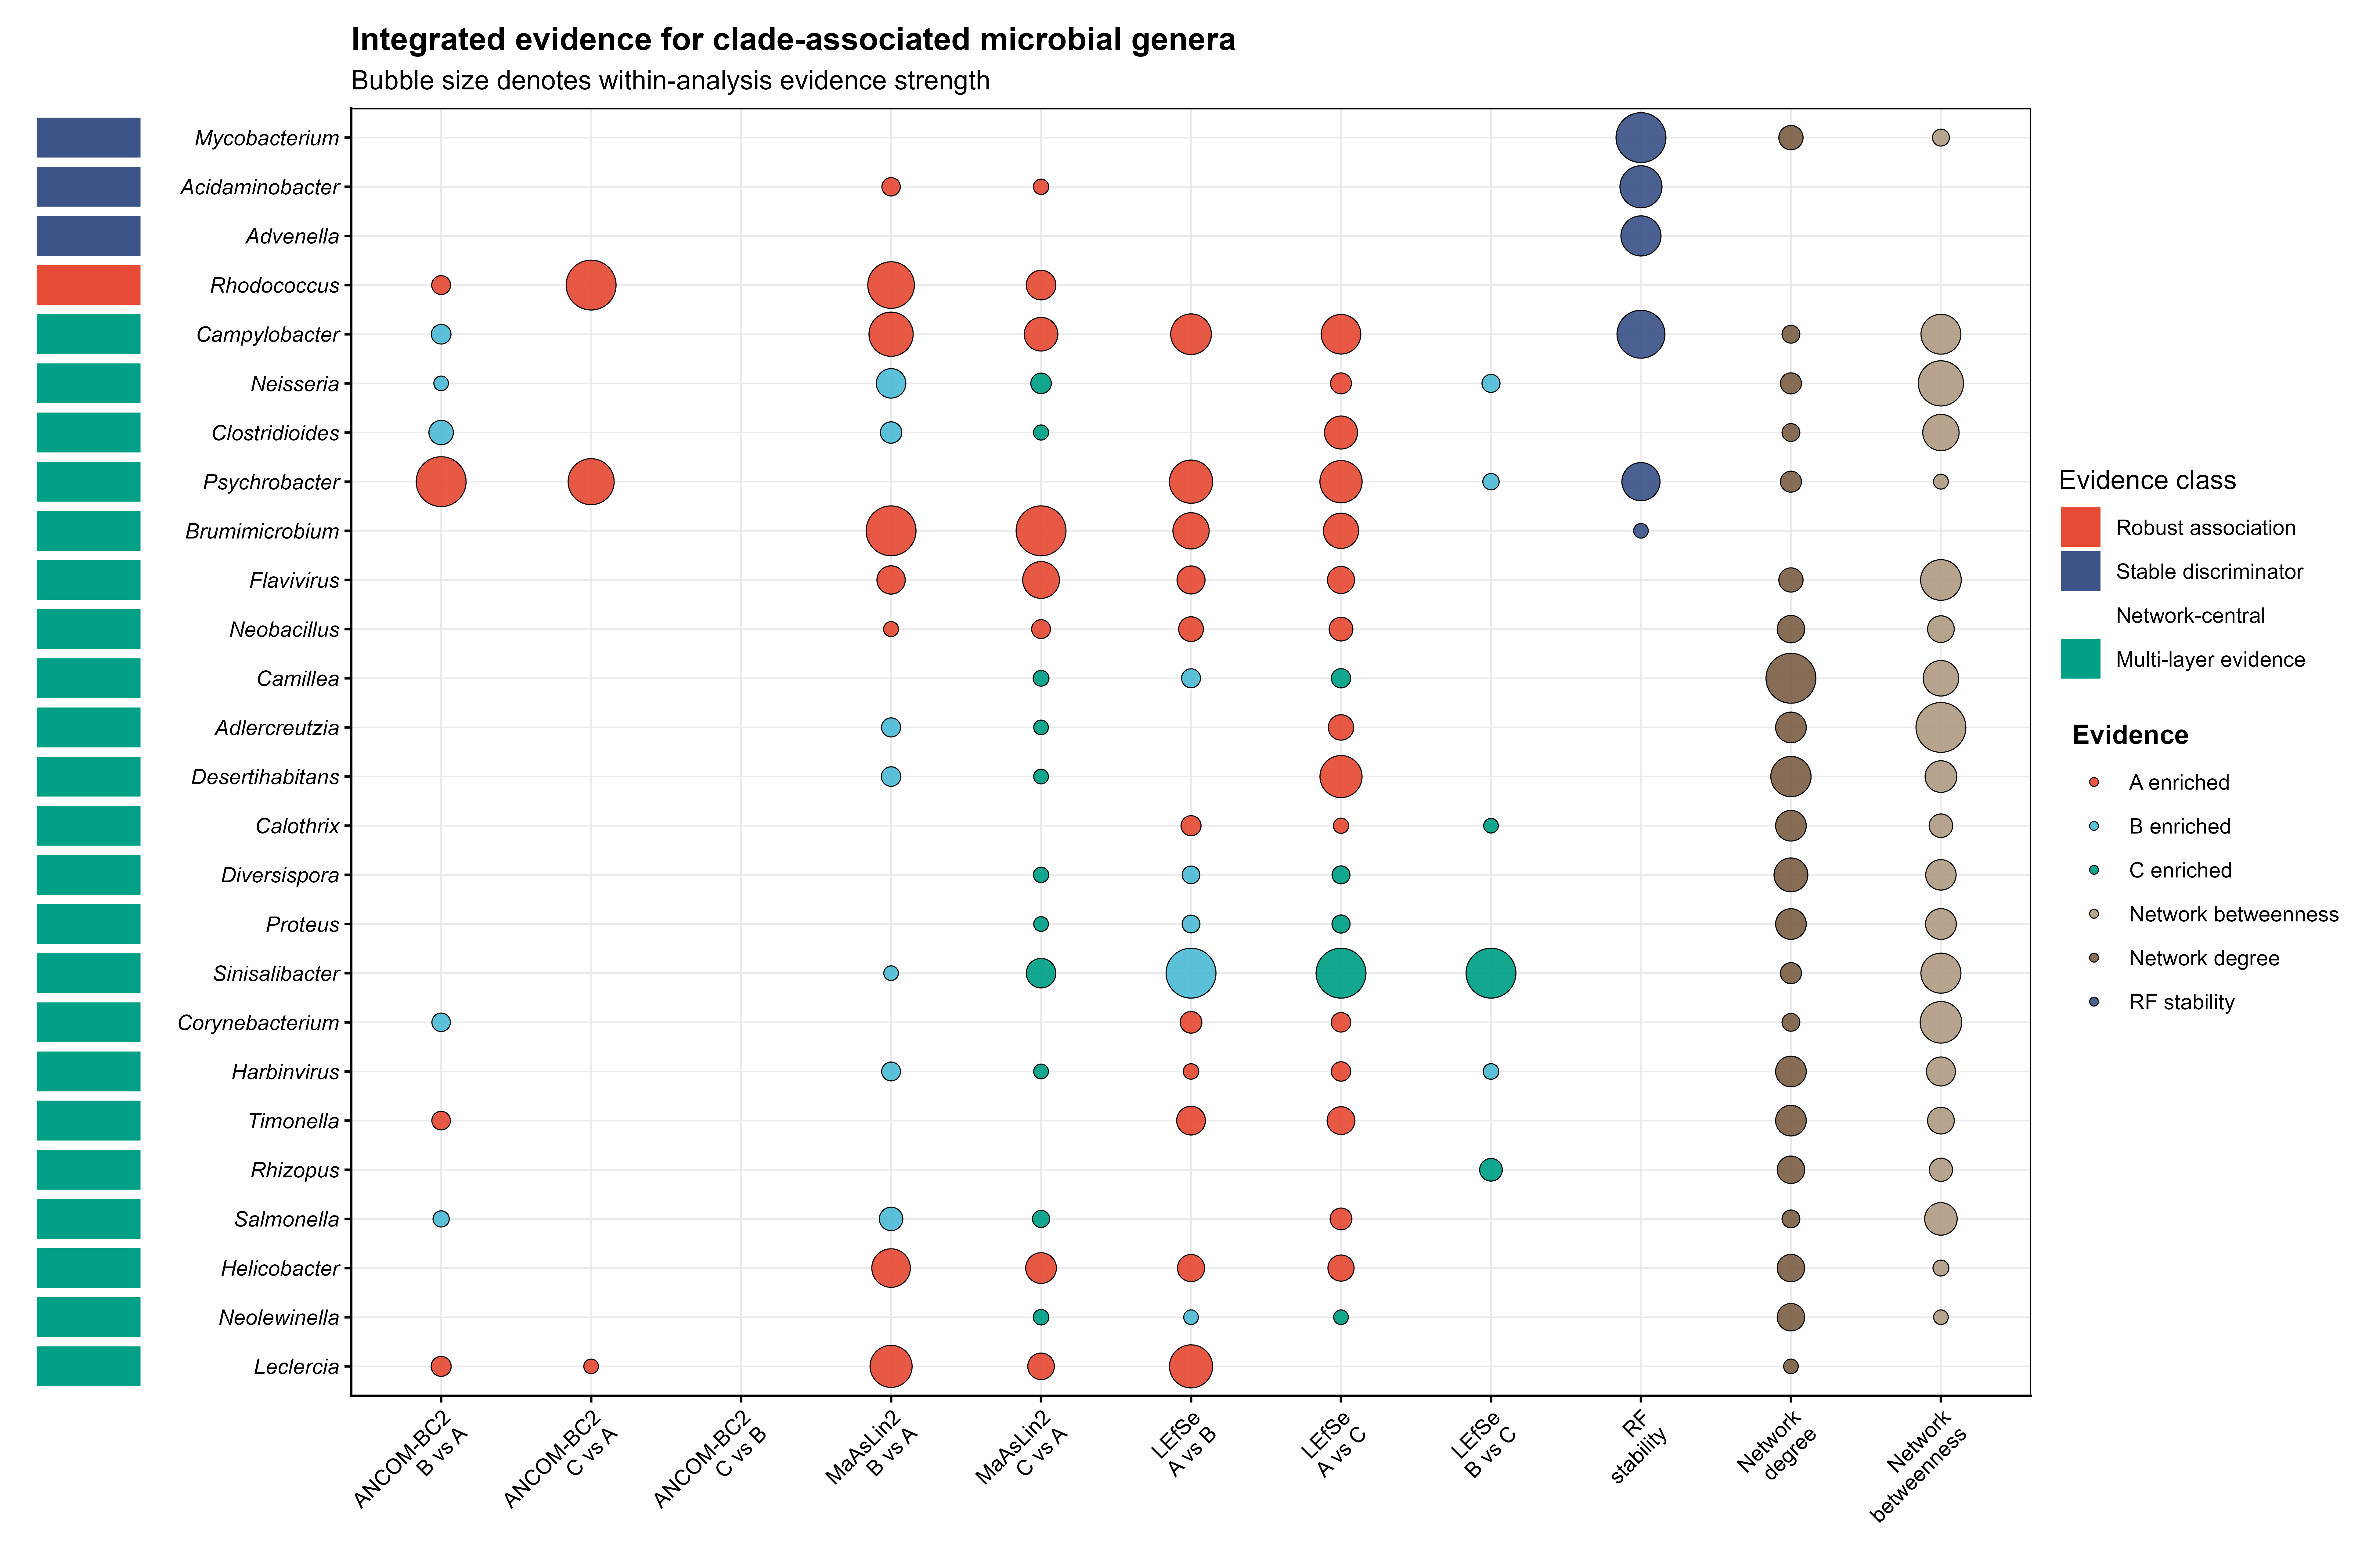 Integrated evidence for clade-associated microbial genera
Bubble size denotes within-analysis evidence strength
Mycobacterium
Acidaminobacter
Advenella
Rhodococcus
Campylobacter
Neisseria
Clostridioides
Psychrobacter
Brumimicrobium
Flavivirus
Neobacillus
Camillea
Adlercreutzia
Desertihabitans
Calothrix
Diversispora
Proteus
Sinisalibacter
Corynebacterium
Harbinvirus
Timonella
Rhizopus
Salmonella
Helicobacter
Neolewinella
Leclercia
ANCOM-BC2
B vs A
ANCOM-BC2
C vs A
ANCOM-BC2
C vs B
MaAsLin2
B vs A
MaAsLin2
C vs A
LEfSe
A vs B
LEfSe
A vs C
LEfSe
B vs C
RF
stability
Network
degree
Network
betweenness
Evidence class
Robust association
Stable discriminator
Network-central
Multi-layer evidence
Evidence
A enriched
B enriched
C enriched
Network betweenness
Network degree
RF stability